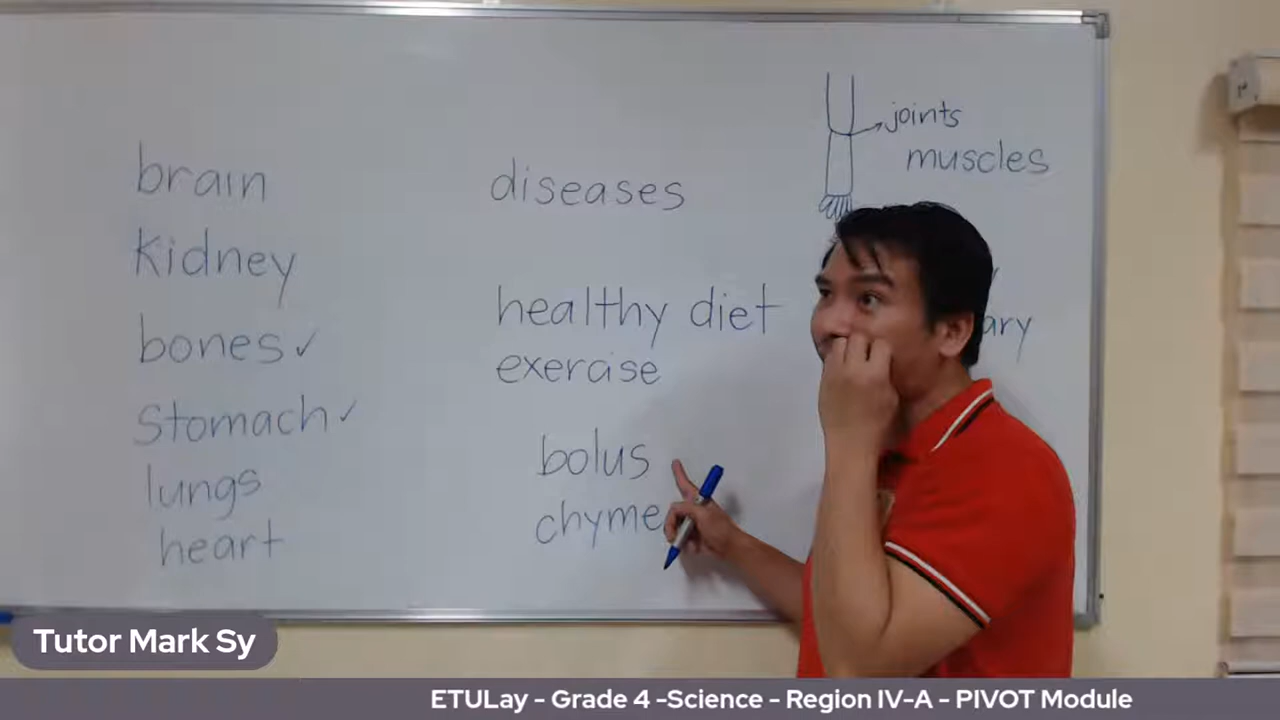 brain
kidney
bones ✓
stomach ✓
lungs
heart
diseases
healthy diet
exercise
bolus
chyme
joints
muscles
Tutor Mark Sy
ETULay - Grade 4 -Science - Region IV-A - PIVOT Module